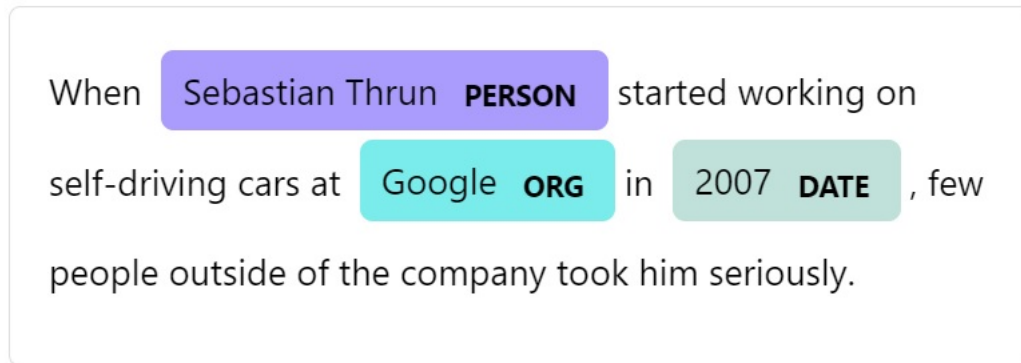 When Sebastian Thrun PERSON started working on
self-driving cars at Google ORG in 2007 DATE , few
people outside of the company took him seriously.